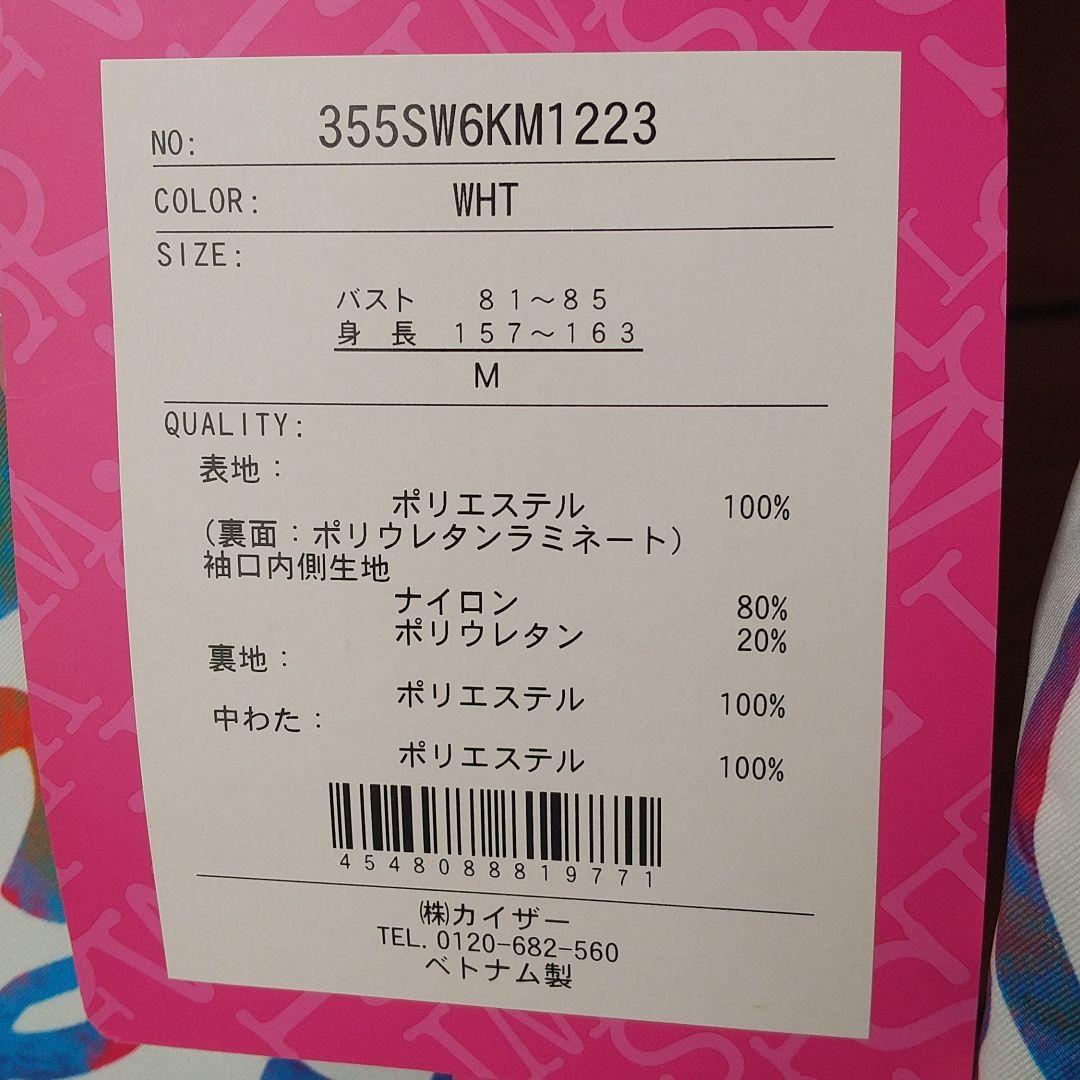 NO: 355SW6KM1223
COLOR: WHT
SIZE:
バスト 81～85
身長 157～163
M
QUALITY:
表地：
ポリエステル 100%
(裏面：ポリウレタンラミネート)
袖口内側生地
ナイロン 80%
ポリウレタン 20%
裏地：
ポリエステル 100%
中わた：
ポリエステル 100%
4548088819771
㈱カイザー
TEL. 0120-682-560
ベトナム製